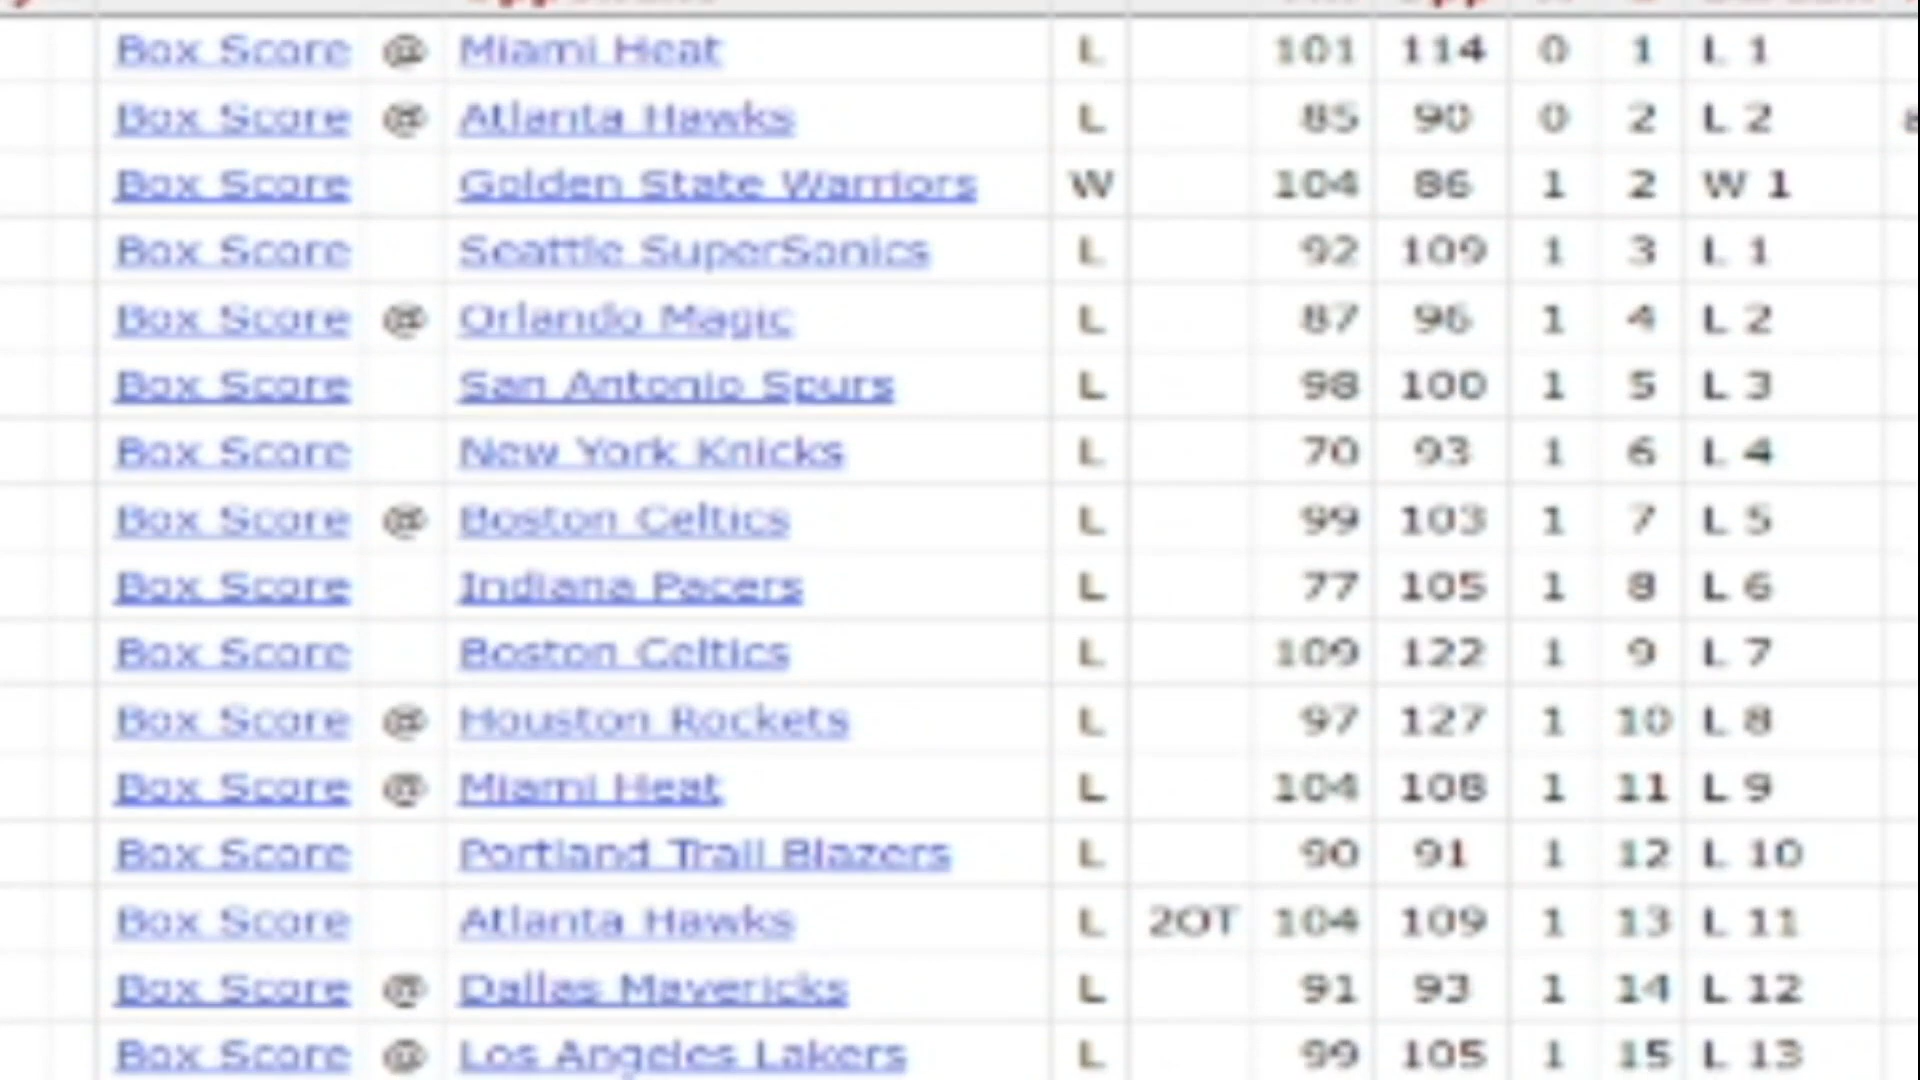 Box Score @ Miami Heat L 101 114 0 1 L 1
Box Score @ Atlanta Hawks L 85 90 0 2 L 2
Box Score Golden State Warriors W 104 86 1 2 W 1
Box Score Seattle SuperSonics L 92 109 1 3 L 1
Box Score @ Orlando Magic L 87 96 1 4 L 2
Box Score San Antonio Spurs L 98 100 1 5 L 3
Box Score New York Knicks L 70 93 1 6 L 4
Box Score @ Boston Celtics L 99 103 1 7 L 5
Box Score Indiana Pacers L 77 105 1 8 L 6
Box Score Boston Celtics L 109 122 1 9 L 7
Box Score @ Houston Rockets L 97 127 1 10 L 8
Box Score @ Miami Heat L 104 108 1 11 L 9
Box Score Portland Trail Blazers L 90 91 1 12 L 10
Box Score Atlanta Hawks L 2OT 104 109 1 13 L 11
Box Score @ Dallas Mavericks L 91 93 1 14 L 12
Box Score @ Los Angeles Lakers L 99 105 1 15 L 13